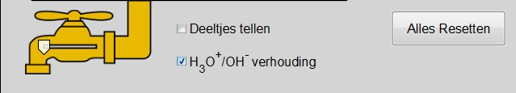 Deeltjes tellen
H₃O⁺/OH⁻ verhouding
Alles Resetten